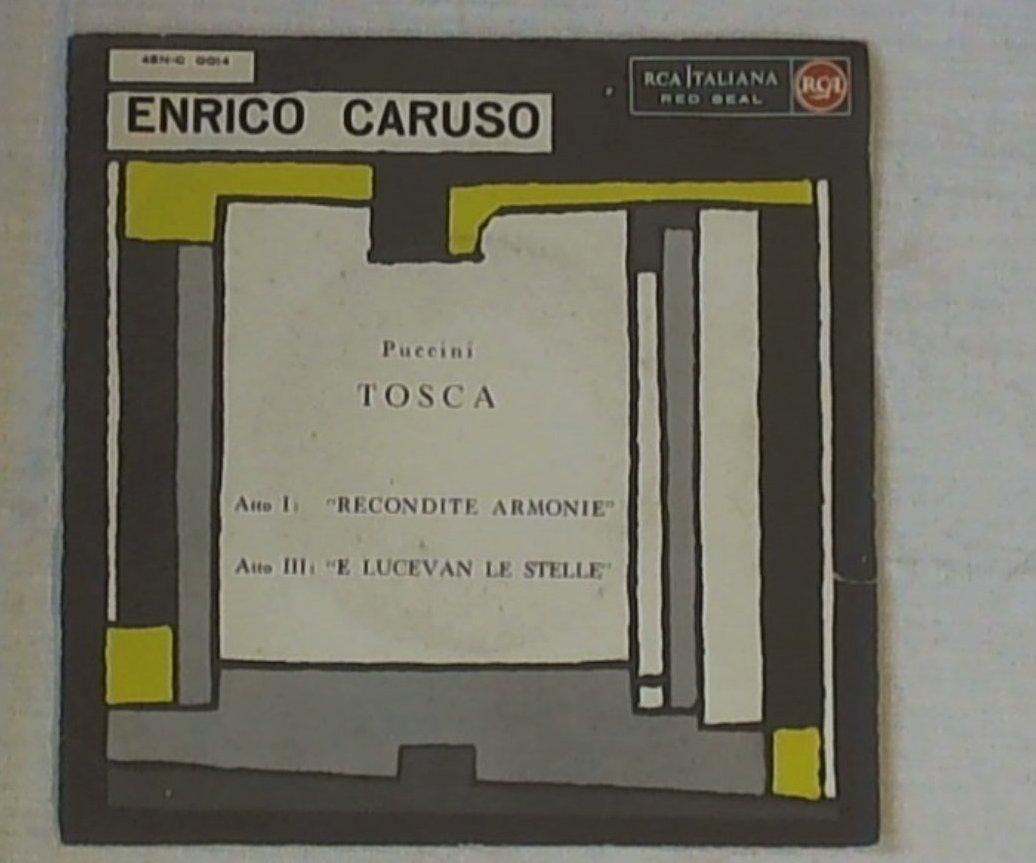 45N-C 0014
ENRICO CARUSO
RCA ITALIANA
RED SEAL
RCA
Puccini
TOSCA
Atto I: "RECONDITE ARMONIE"
Atto III: "E LUCEVAN LE STELLE"